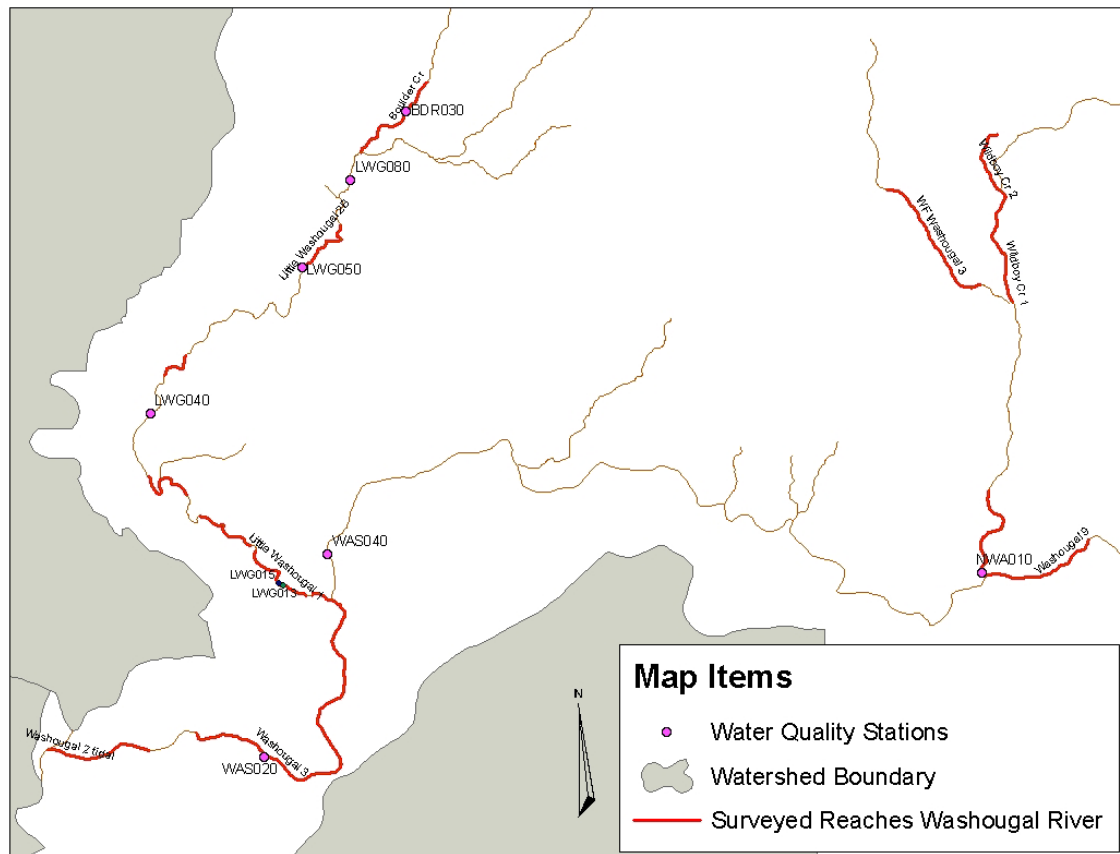 Boulder Cr
BDR030
LWG080
Little Washougal 2B
LWG050
LWG040
Wildboy Cr 2
WF Washougal 3
Wildboy Cr 1
WAS040
Little Washougal 1
LWG015
LWG013
NWA010
Washougal 9
Washougal 2 tidal
Washougal 3
WAS020
N
Map Items
Water Quality Stations
Watershed Boundary
Surveyed Reaches Washougal River